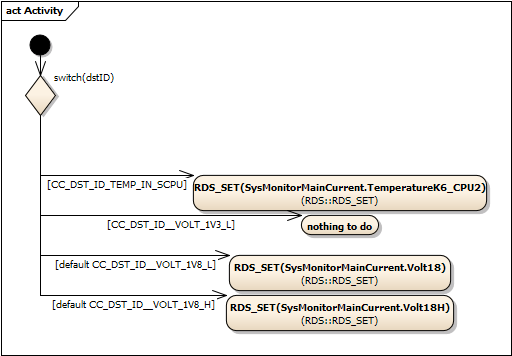 act Activity
switch(dstID)
[CC_DST_ID_TEMP_IN_SCPU]
RDS_SET(SysMonitorMainCurrent.TemperatureK6_CPU2)
(RDS::RDS_SET)
[CC_DST_ID__VOLT_1V3_L]
nothing to do
[default CC_DST_ID__VOLT_1V8_L]
RDS_SET(SysMonitorMainCurrent.Volt18)
(RDS::RDS_SET)
[default CC_DST_ID__VOLT_1V8_H]
RDS_SET(SysMonitorMainCurrent.Volt18H)
(RDS::RDS_SET)